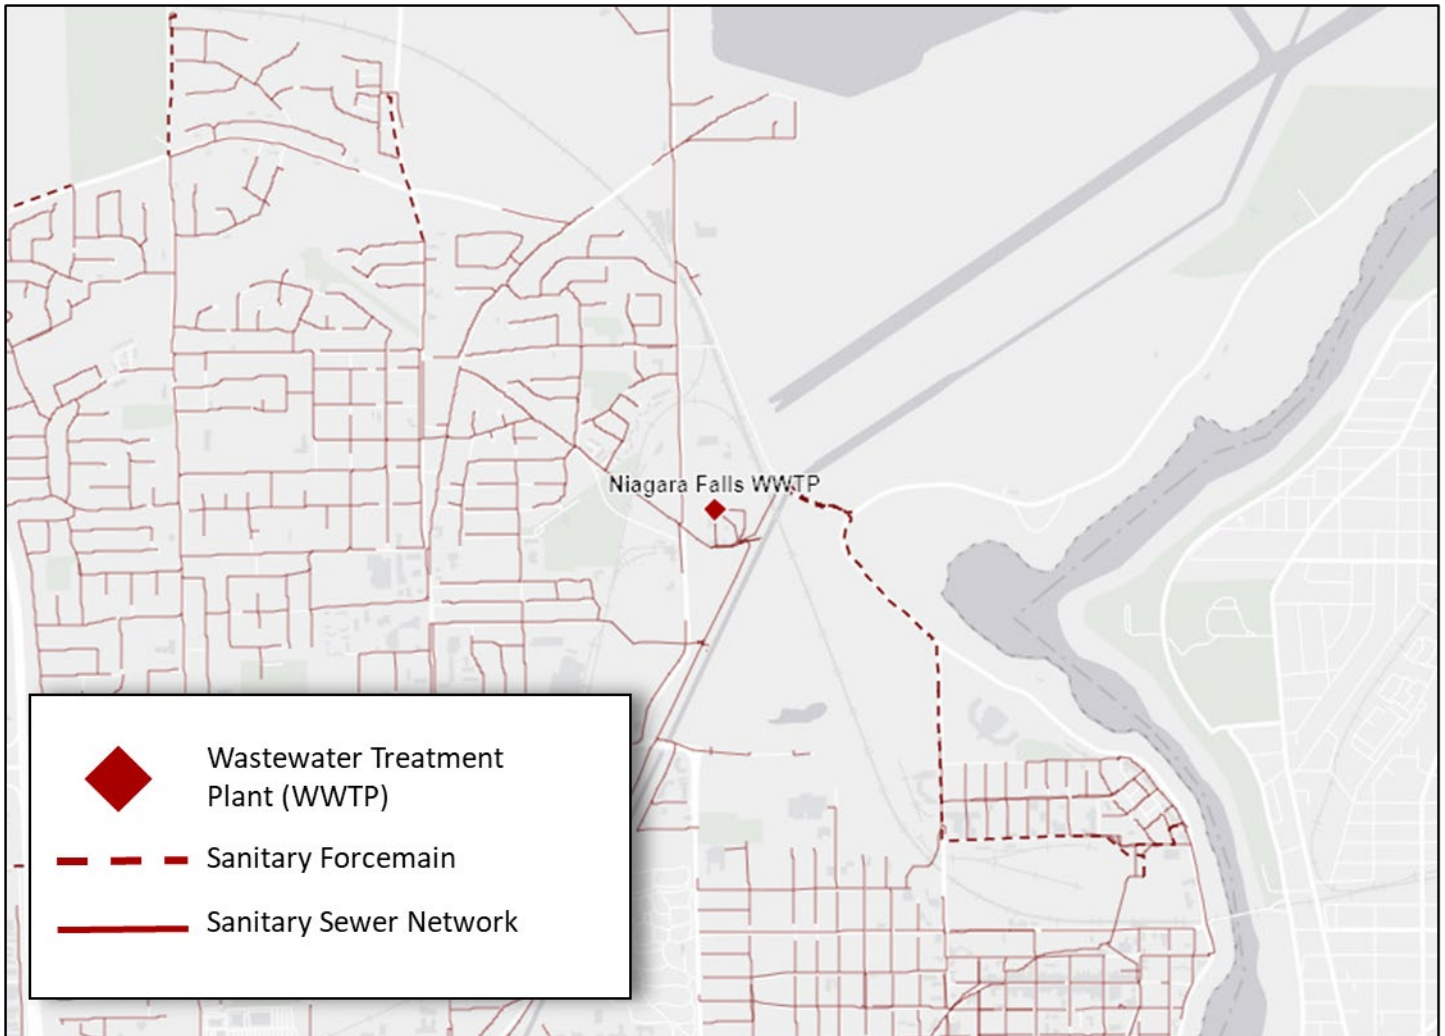 Niagara Falls WWTP
Wastewater Treatment
Plant (WWTP)
Sanitary Forcemain
Sanitary Sewer Network